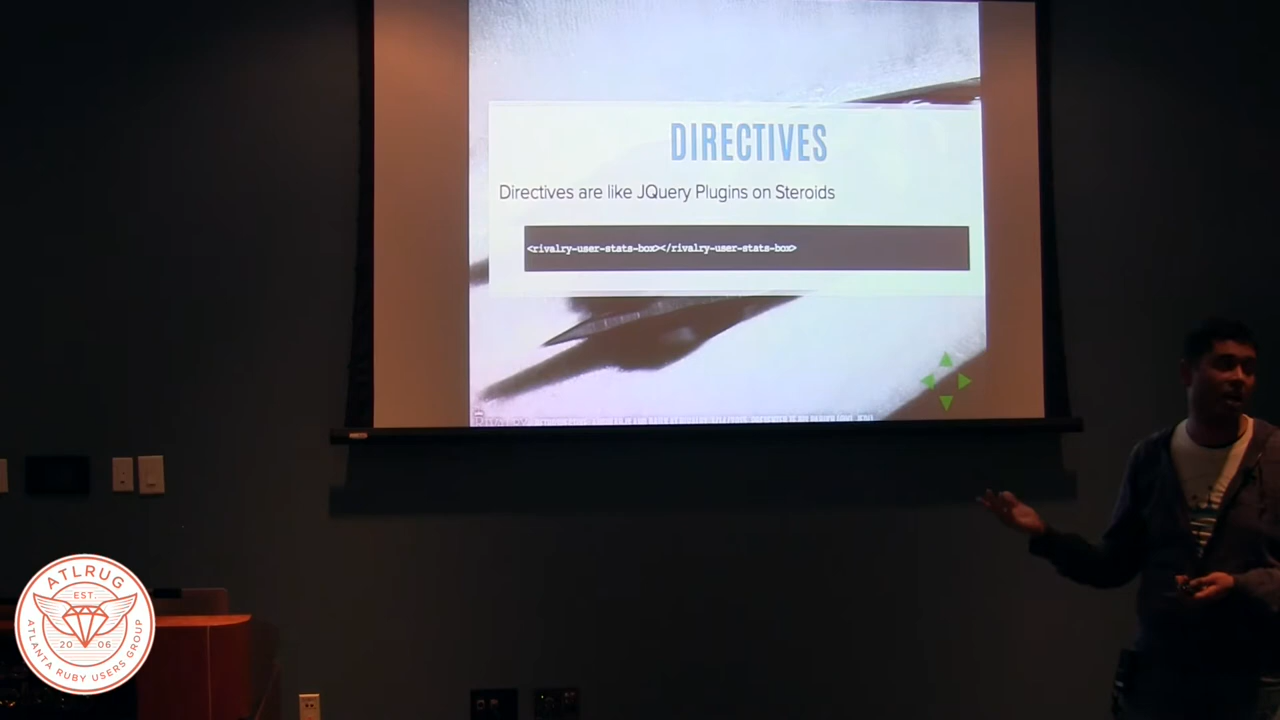 DIRECTIVES
Directives are like JQuery Plugins on Steroids
<rivalry-user-stats-box></rivalry-user-stats-box>
ATLRUG
EST.
20 06
ATLANTA RUBY USERS GROUP